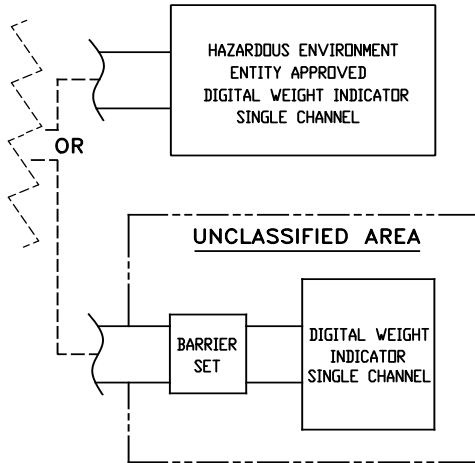 HAZARDOUS ENVIRONMENT
ENTITY APPROVED
DIGITAL WEIGHT INDICATOR
SINGLE CHANNEL
OR
UNCLASSIFIED AREA
BARRIER
SET
DIGITAL WEIGHT
INDICATOR
SINGLE CHANNEL